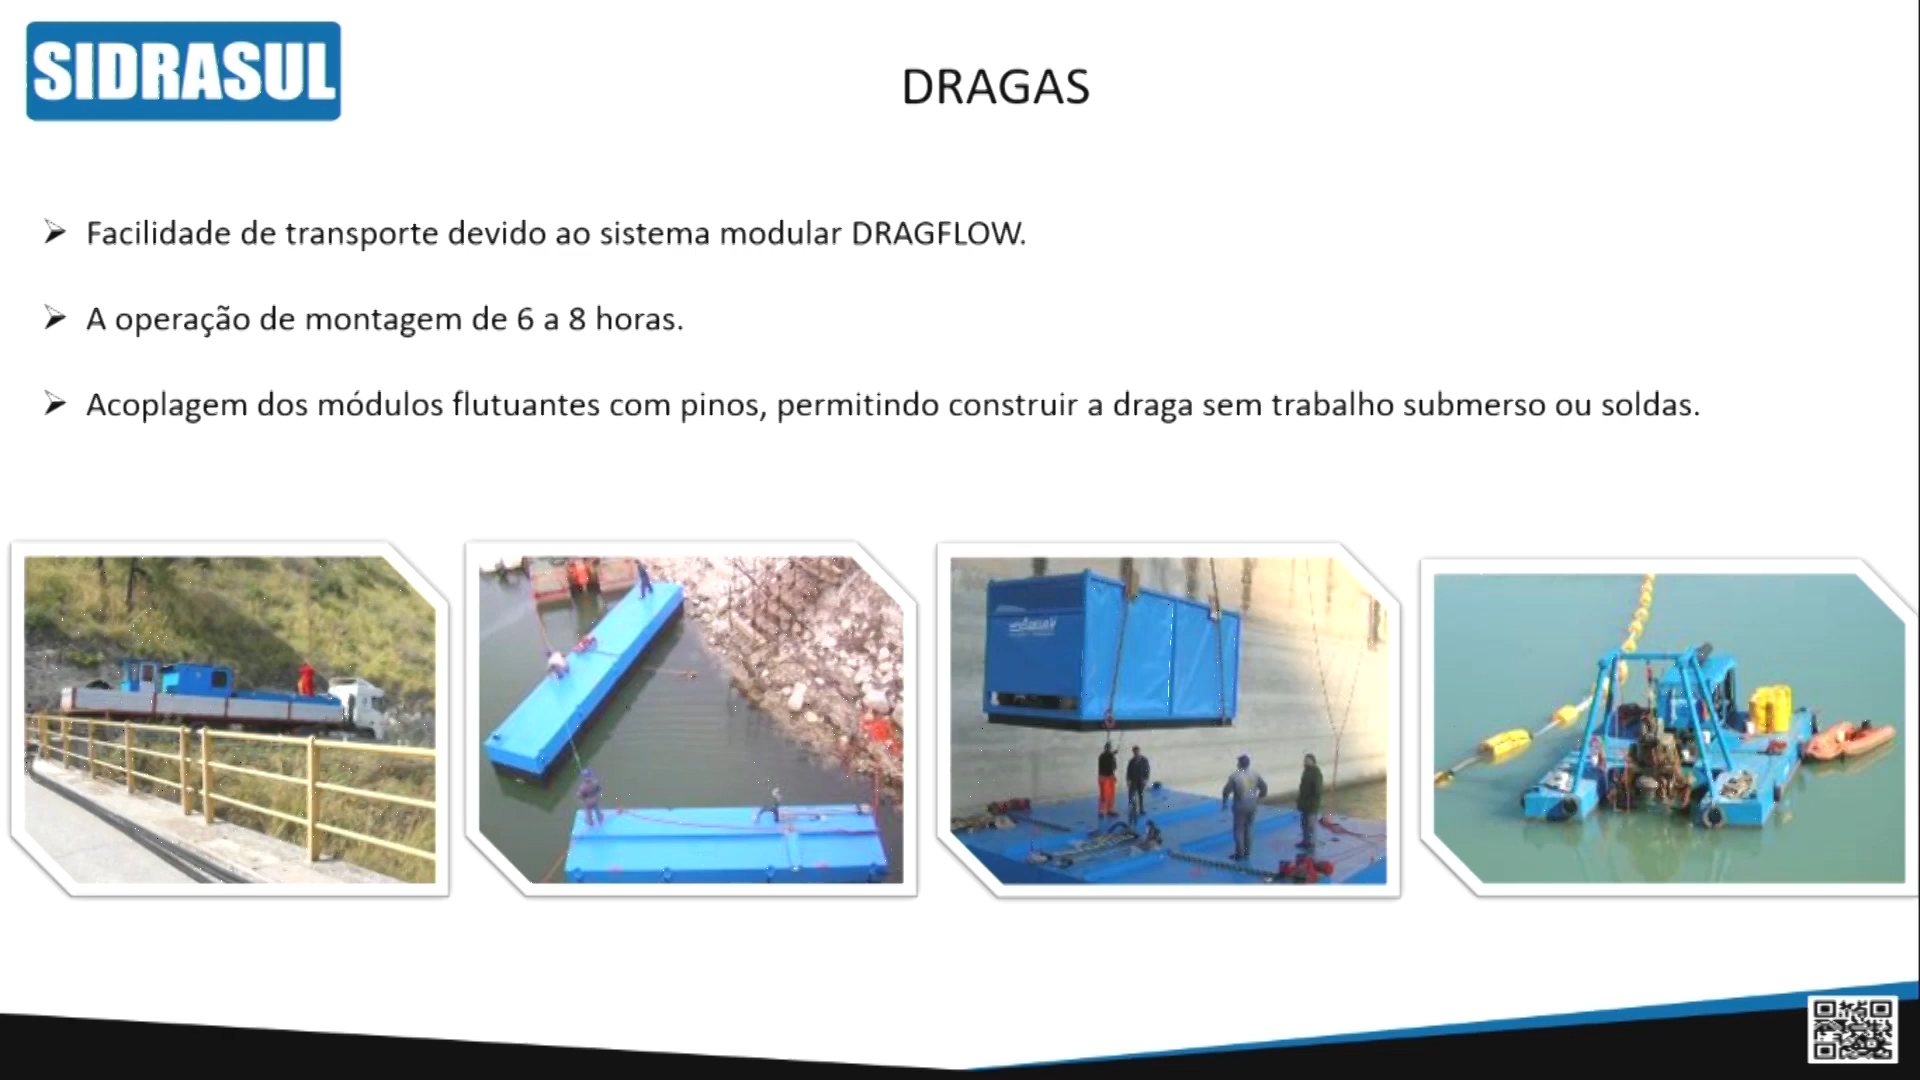 SIDRASUL
DRAGAS
Facilidade de transporte devido ao sistema modular DRAGFLOW.
A operação de montagem de 6 a 8 horas.
Acoplagem dos módulos flutuantes com pinos, permitindo construir a draga sem trabalho submerso ou soldas.